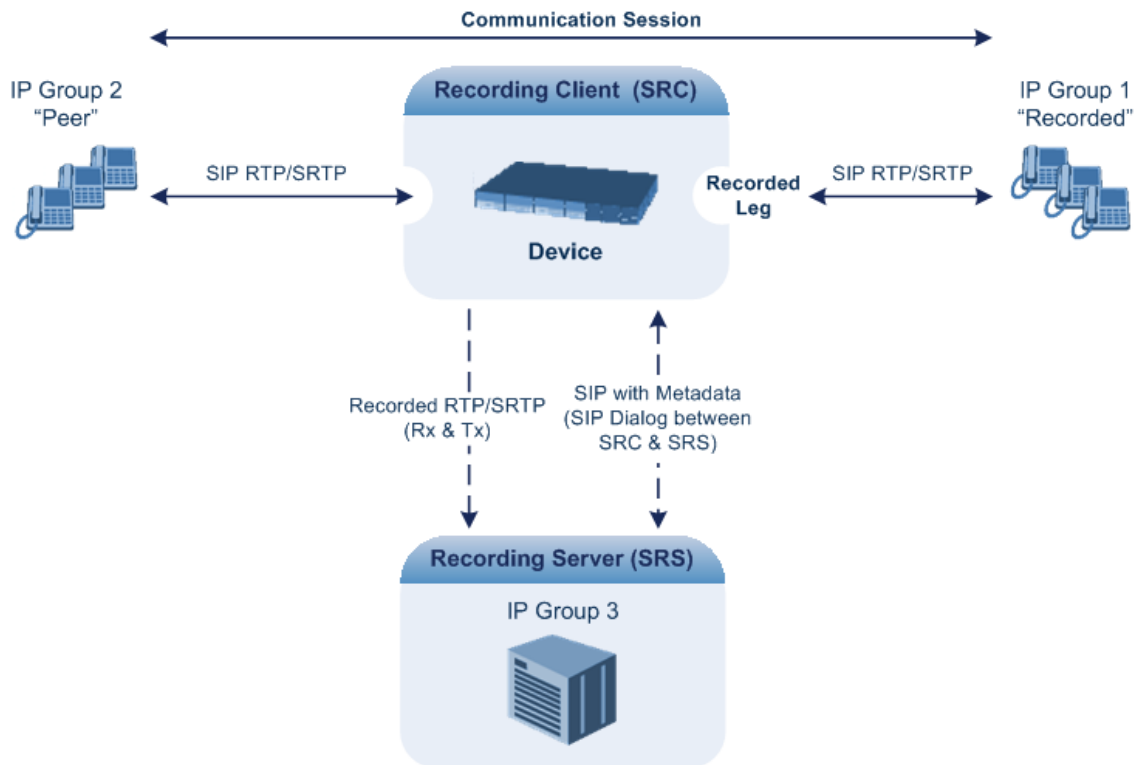 Communication Session
IP Group 2
“Peer”
Recording Client (SRC)
IP Group 1
“Recorded”
SIP RTP/SRTP
Recorded
Leg
SIP RTP/SRTP
Device
Recorded RTP/SRTP
(Rx & Tx)
SIP with Metadata
(SIP Dialog between
SRC & SRS)
Recording Server (SRS)
IP Group 3